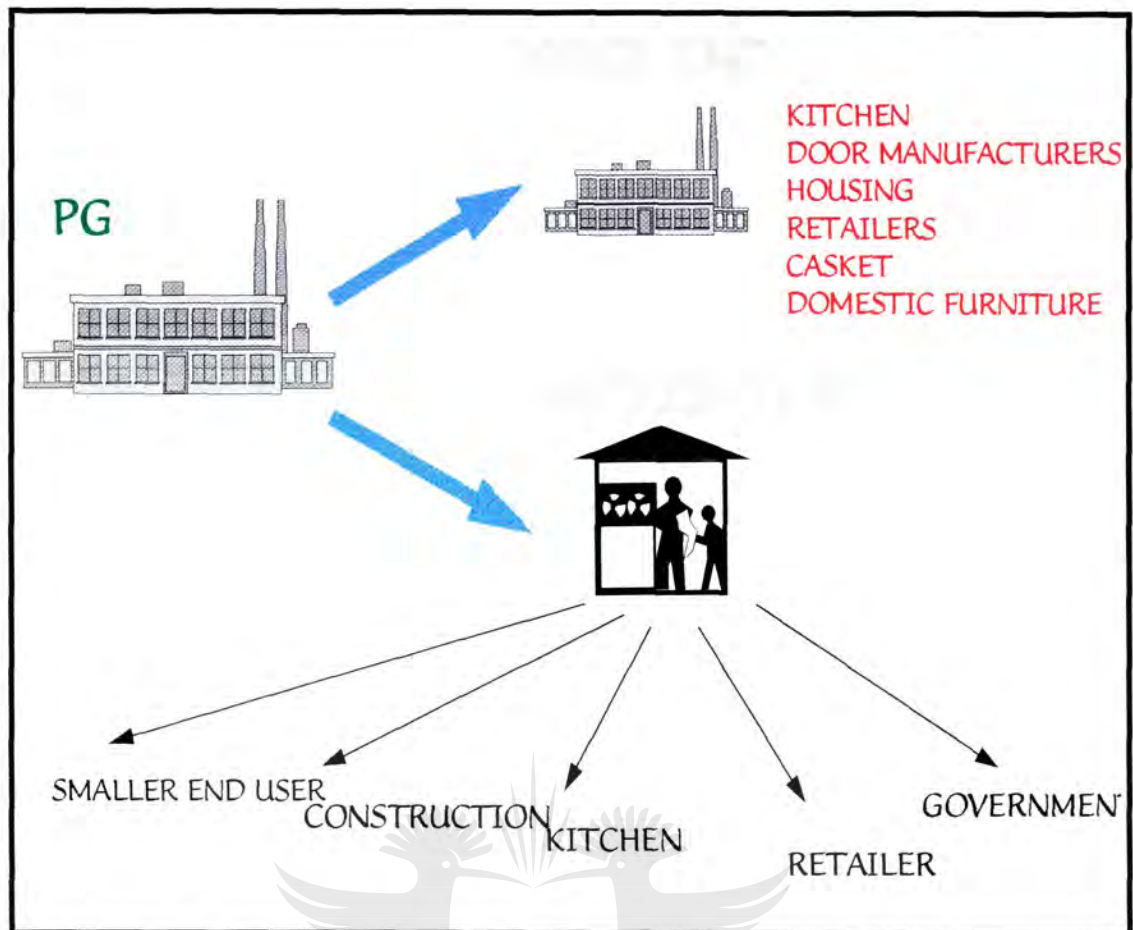 PG
KITCHEN
DOOR MANUFACTURERS
HOUSING
RETAILERS
CASKET
DOMESTIC FURNITURE
SMALLER END USER
CONSTRUCTION
KITCHEN
RETAILER
GOVERNMEN